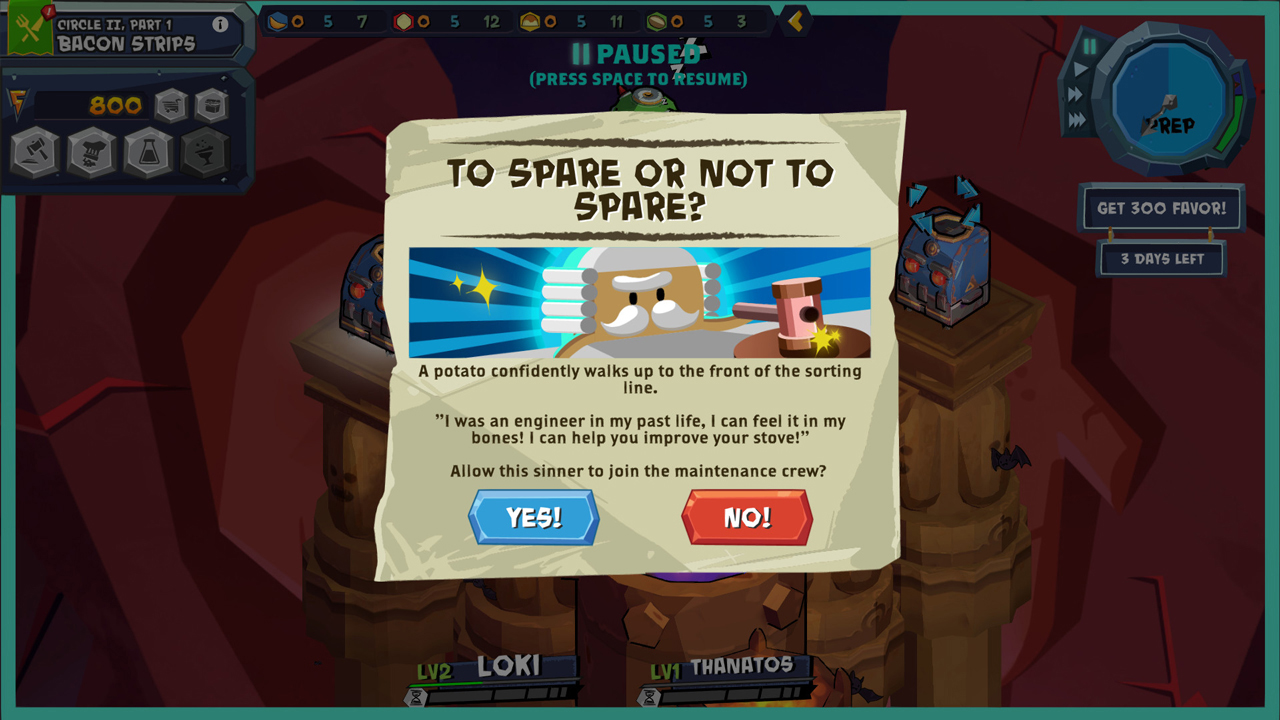 CIRCLE II, PART 1
BACON STRIPS
800
0 5 7
0 5 12
0 5 11
0 5 3
PAUSED
(PRESS SPACE TO RESUME)
PREP
GET 300 FAVOR!
3 DAYS LEFT
TO SPARE OR NOT TO
SPARE?
A potato confidently walks up to the front of the sorting
line.
"I was an engineer in my past life, I can feel it in my
bones! I can help you improve your stove!"
Allow this sinner to join the maintenance crew?
YES!
NO!
LV2 LOKI
LV1 THANATOS